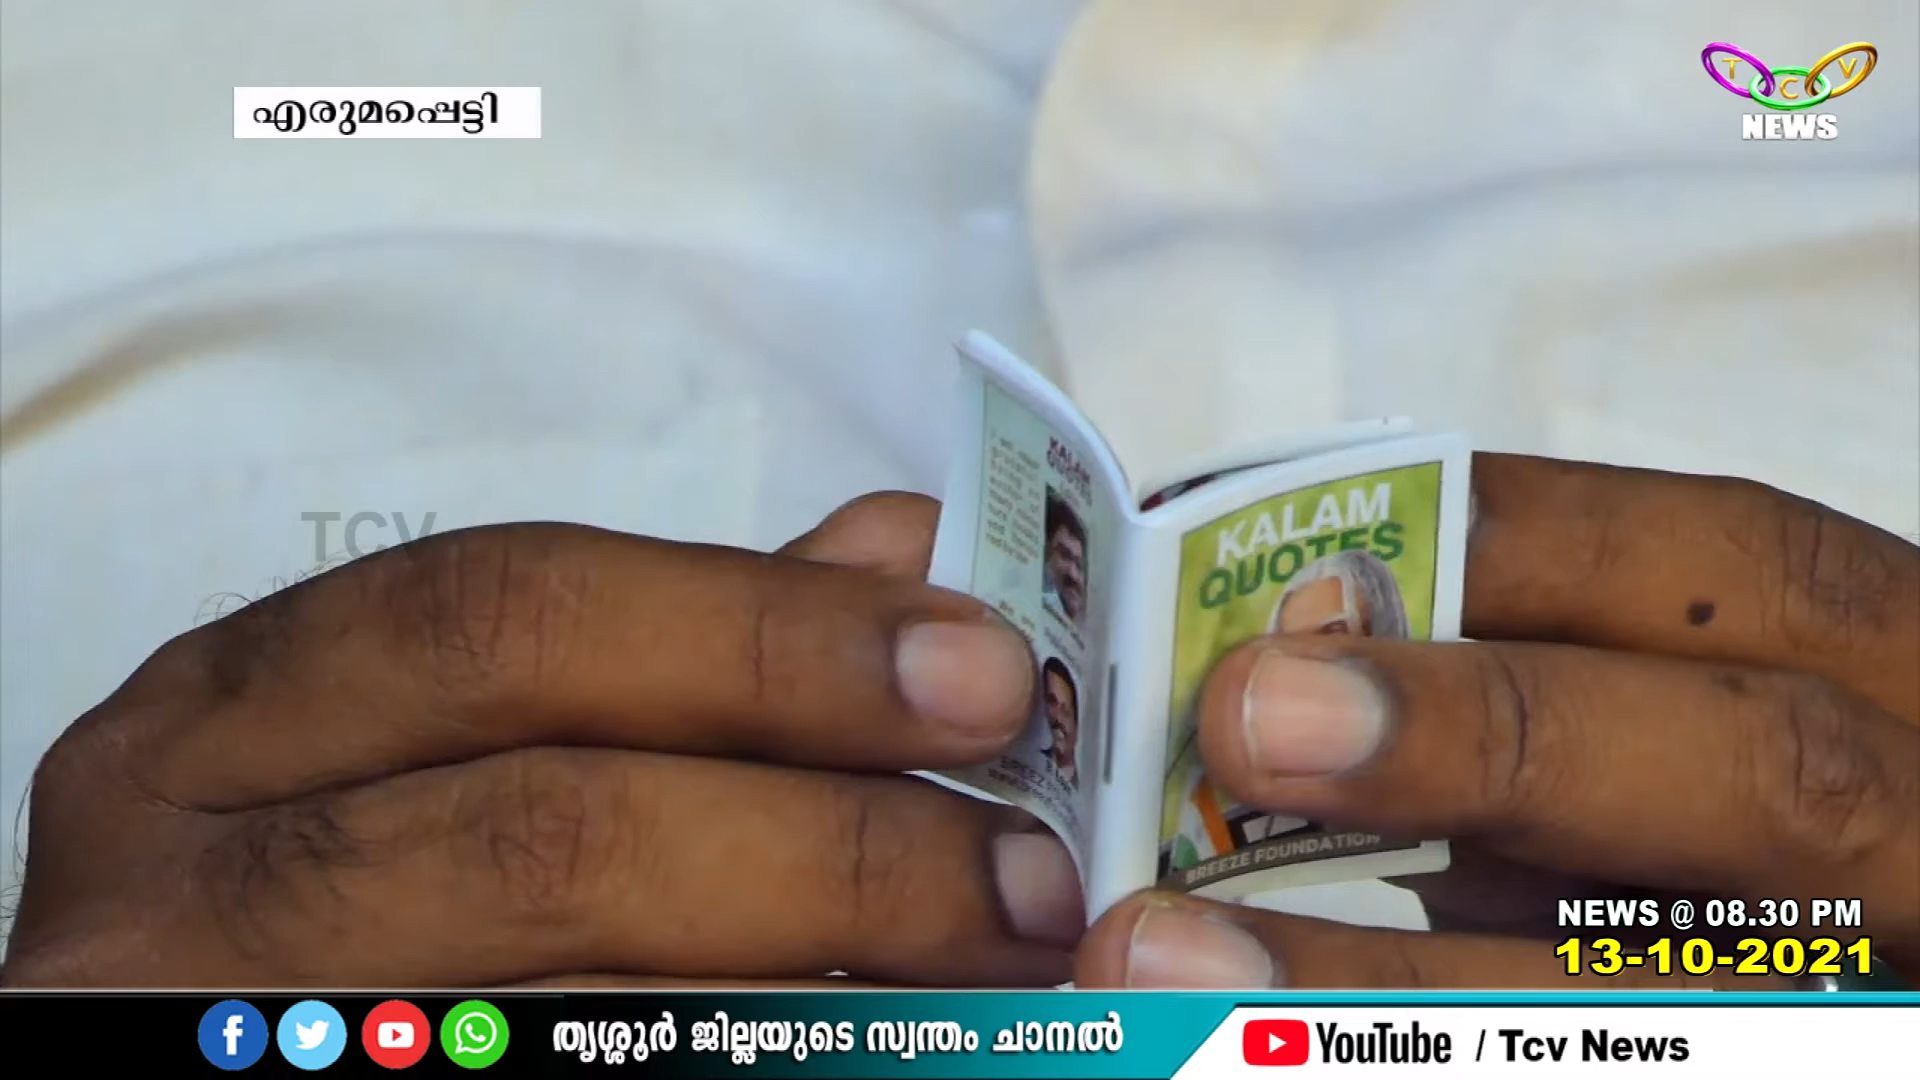 എരുമപ്പെട്ടി
T C V
NEWS
TCV
KALAM
QUOTES
KALAM
QUOTES
BREEZE FOUNDATION
NEWS @ 08.30 PM
13-10-2021
തൃശ്ശൂർ ജില്ലയുടെ സ്വന്തം ചാനൽ
YouTube / Tcv News